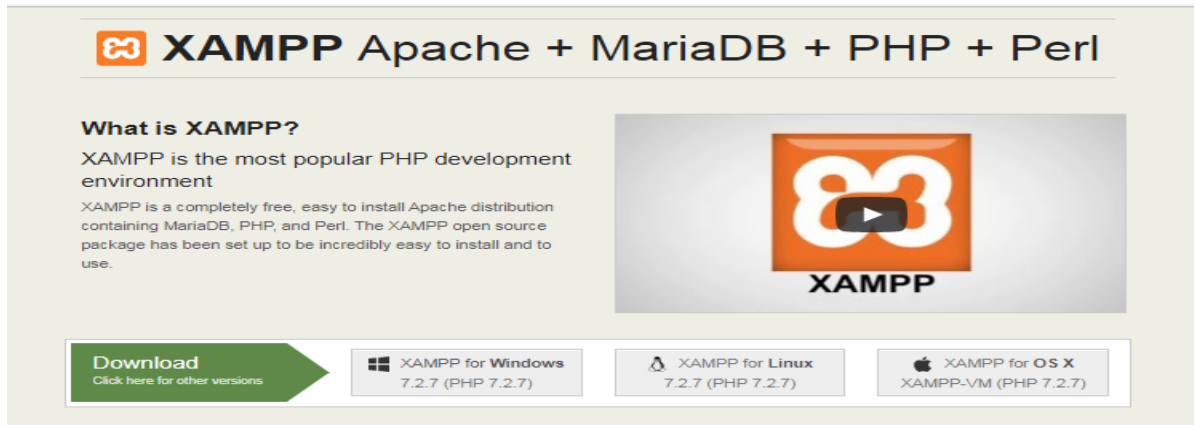 XAMPP Apache + MariaDB + PHP + Perl
What is XAMPP?
XAMPP is the most popular PHP development
environment
XAMPP is a completely free, easy to install Apache distribution
containing MariaDB, PHP, and Perl. The XAMPP open source
package has been set up to be incredibly easy to install and to
use.
XAMPP
Download
Click here for other versions
XAMPP for Windows
7.2.7 (PHP 7.2.7)
XAMPP for Linux
7.2.7 (PHP 7.2.7)
XAMPP for OS X
XAMPP-VM (PHP 7.2.7)